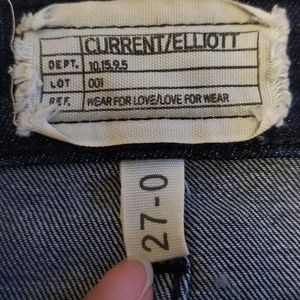 CURRENT/ELLIOTT
DEPT. 10.15.9.5
LOT 001
REF. WEAR FOR LOVE/LOVE FOR WEAR
27-0